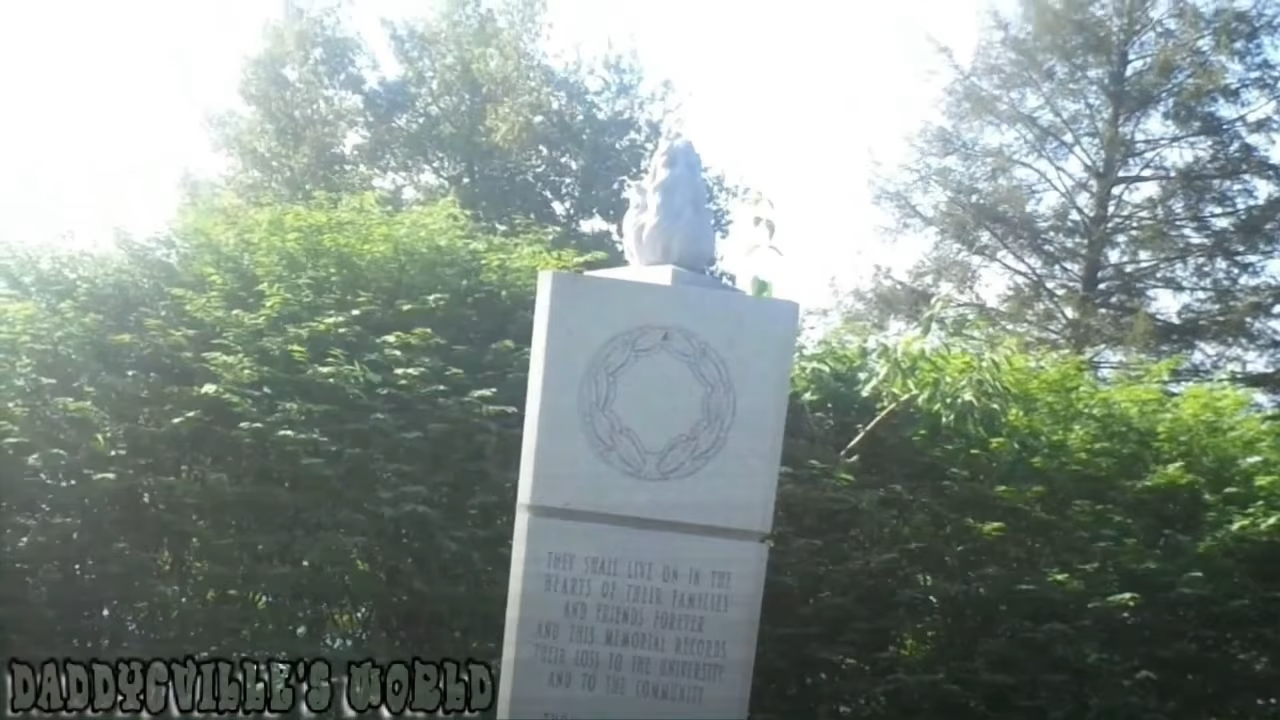 THEY SHALL LIVE ON IN THE
HEARTS OF THEIR FAMILIES
AND FRIENDS FOREVER
AND THIS MEMORIAL RECORDS
THEIR LOSS TO THE UNIVERSITY
AND TO THE COMMUNITY
DADDYCVILLE'S WORLD